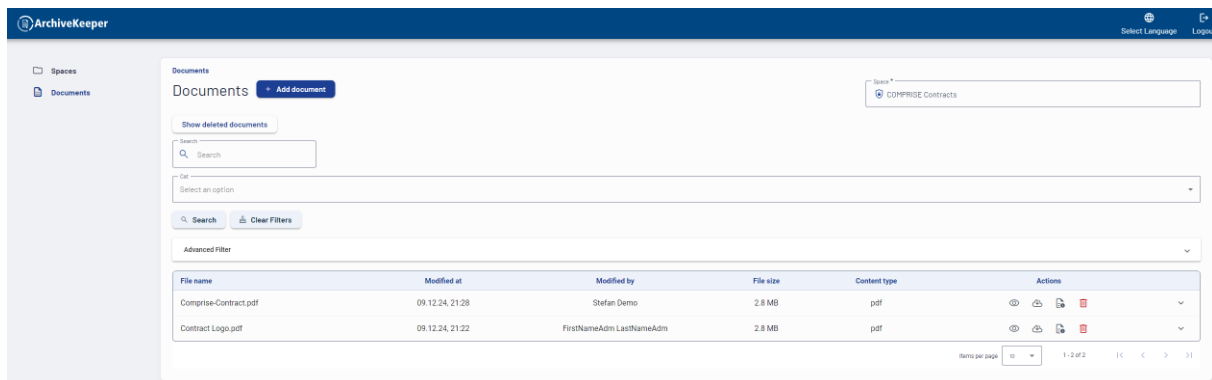 ArchiveKeeper
Select Language
Logou
Spaces
Documents
Documents
Documents
+ Add document
Space *
COMPRISE Contracts
Show deleted documents
Search
Search
Cat
Select an option
Search
Clear Filters
Advanced Filter
File name Modified at Modified by File size Content type Actions
Comprise-Contract.pdf 09.12.24, 21:28 Stefan Demo 2.8 MB pdf
Contract Logo.pdf 09.12.24, 21:22 FirstNameAdm LastNameAdm 2.8 MB pdf
Items per page 10 1 - 2 of 2